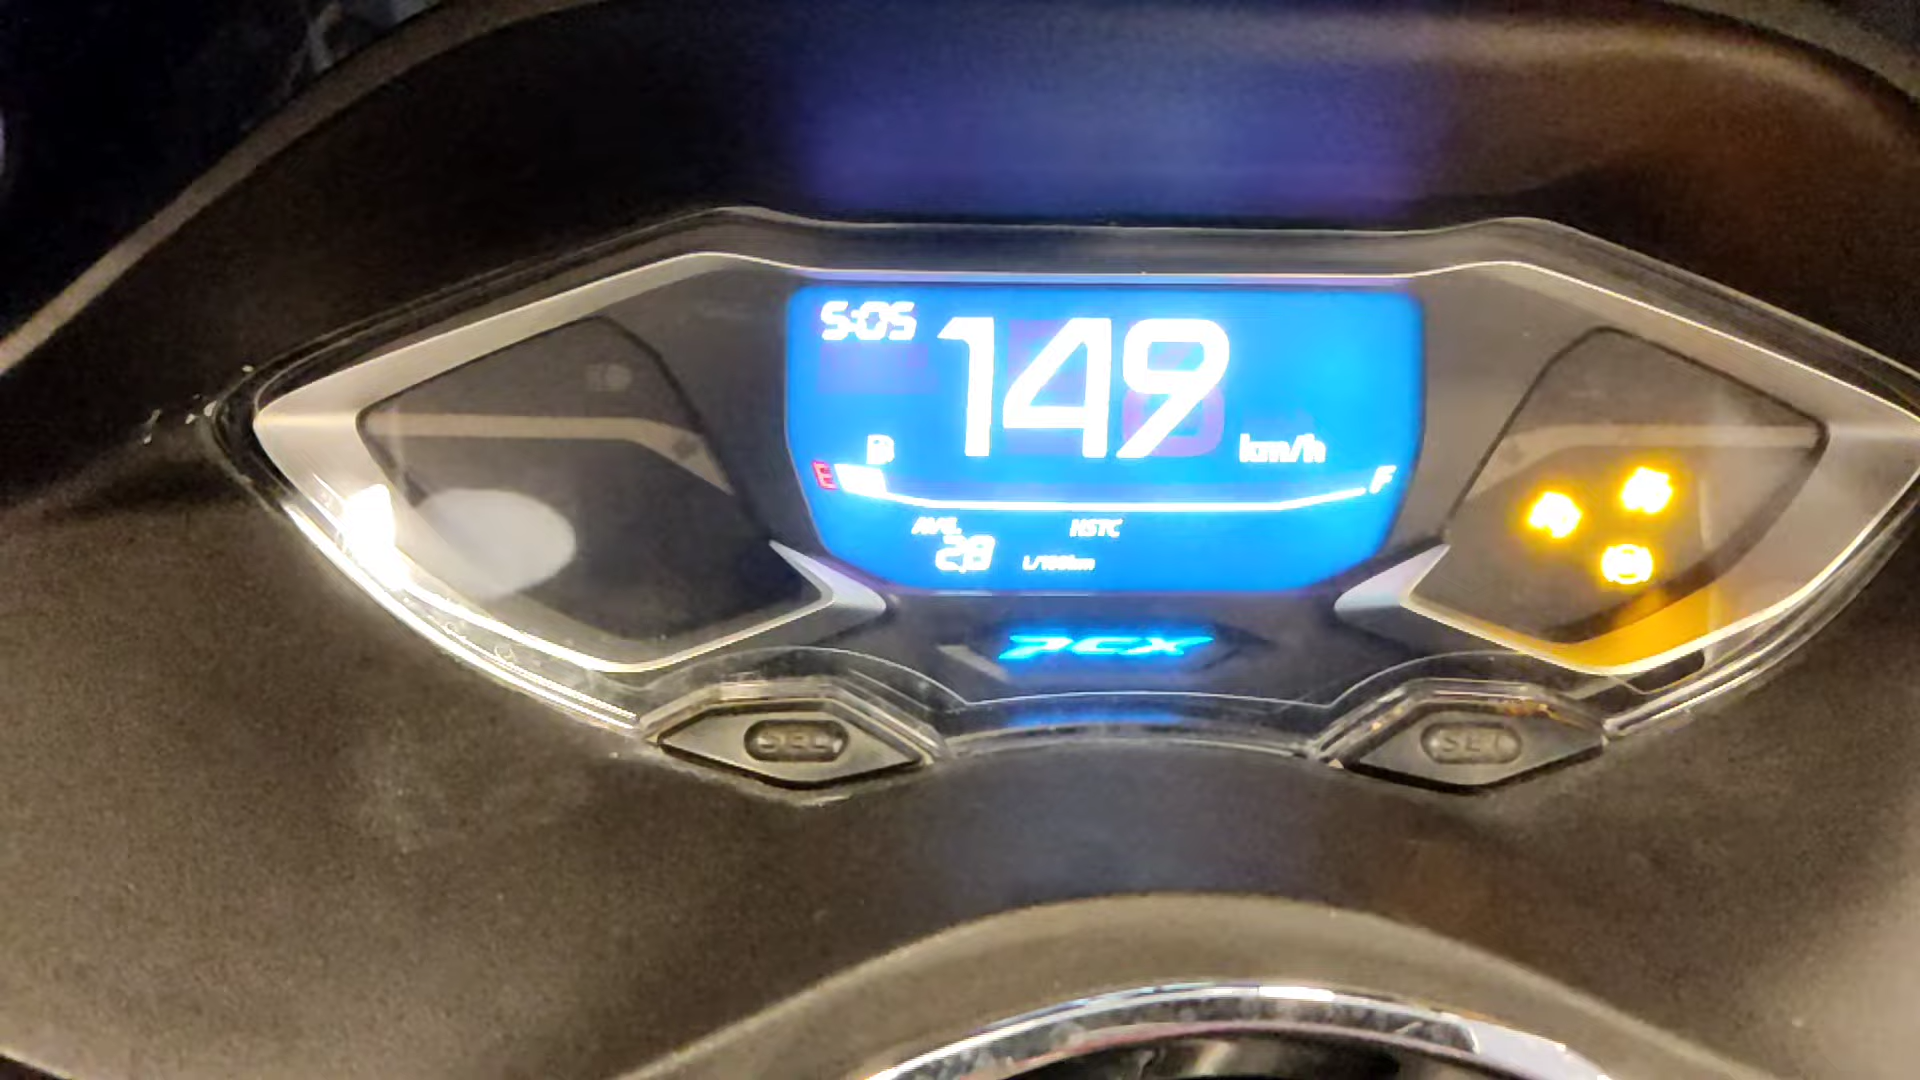 5:05
149
km/h
E F
AVG. HSTC
2.8 L/100km
PCX
SEL SET